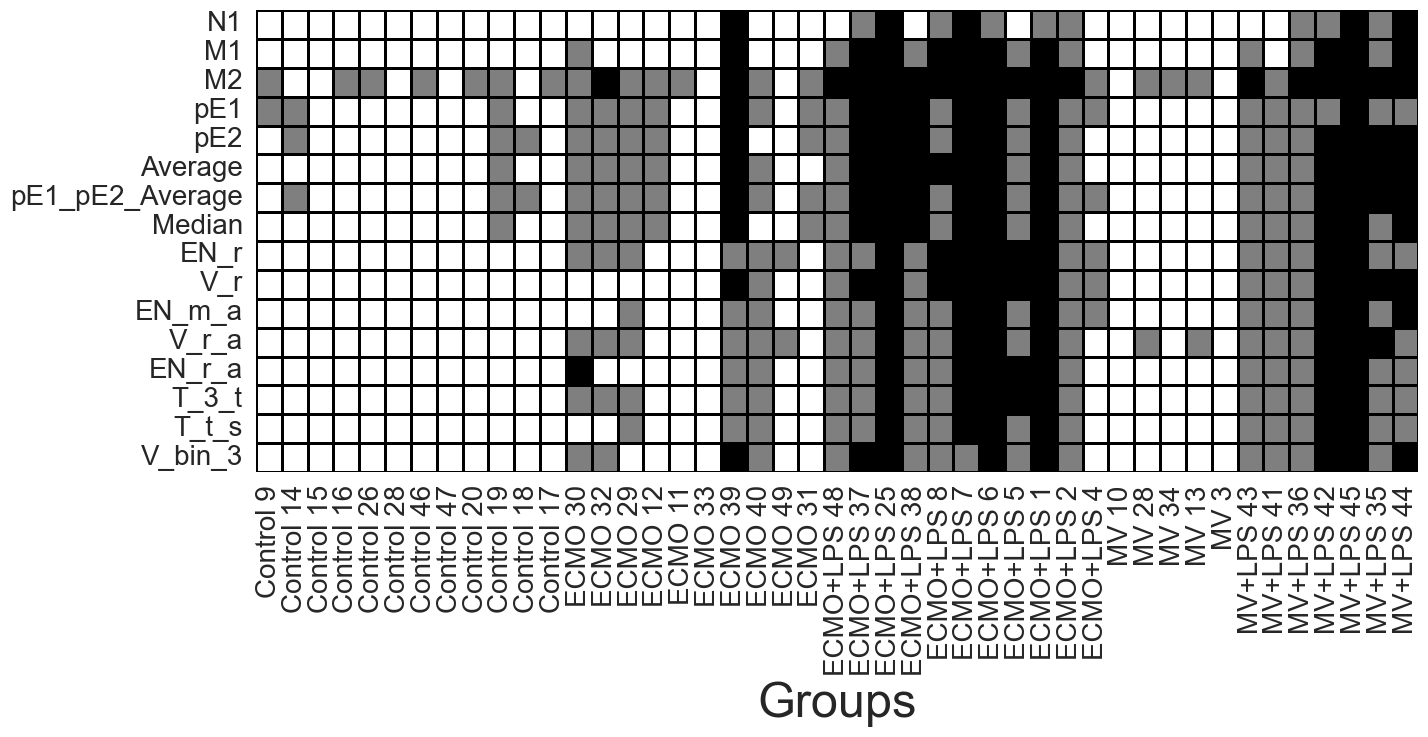 N1
M1
M2
pE1
pE2
Average
pE1_pE2_Average
Median
EN_r
V_r
EN_m_a
V_r_a
EN_r_a
T_3_t
T_t_s
V_bin_3
Control 9
Control 14
Control 15
Control 16
Control 26
Control 28
Control 46
Control 47
Control 20
Control 19
Control 18
Control 17
ECMO 30
ECMO 32
ECMO 29
ECMO 12
ECMO 11
ECMO 33
ECMO 39
ECMO 40
ECMO 49
ECMO 31
ECMO+LPS 48
ECMO+LPS 37
ECMO+LPS 25
ECMO+LPS 38
ECMO+LPS 8
ECMO+LPS 7
ECMO+LPS 6
ECMO+LPS 5
ECMO+LPS 1
ECMO+LPS 2
ECMO+LPS 4
MV 10
MV 28
MV 34
MV 13
MV 3
MV+LPS 43
MV+LPS 41
MV+LPS 36
MV+LPS 42
MV+LPS 45
MV+LPS 35
MV+LPS 44
Groups